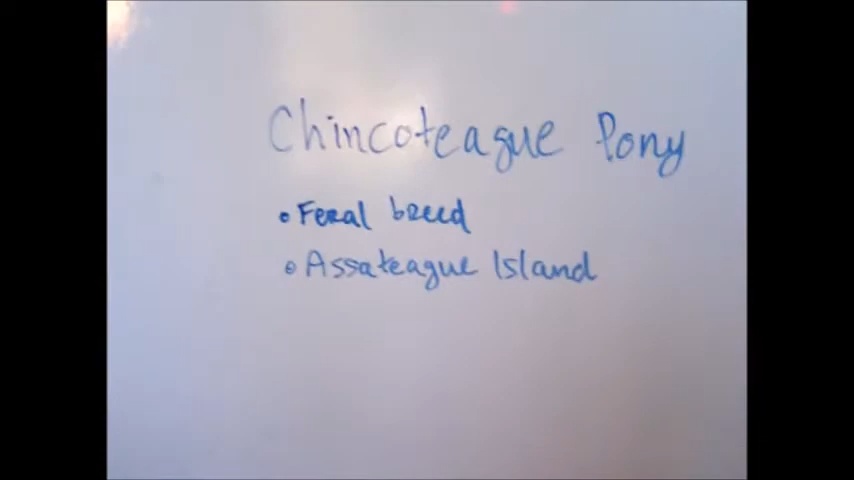 Chincoteague Pony
• Feral breed
• Assateague Island